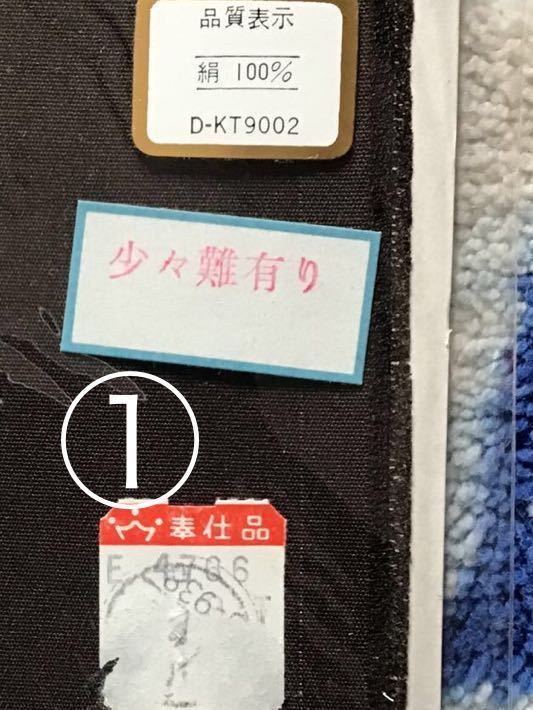 品質表示
絹 100%
D-KT9002
少々難有り
①
奉仕品
E 4706